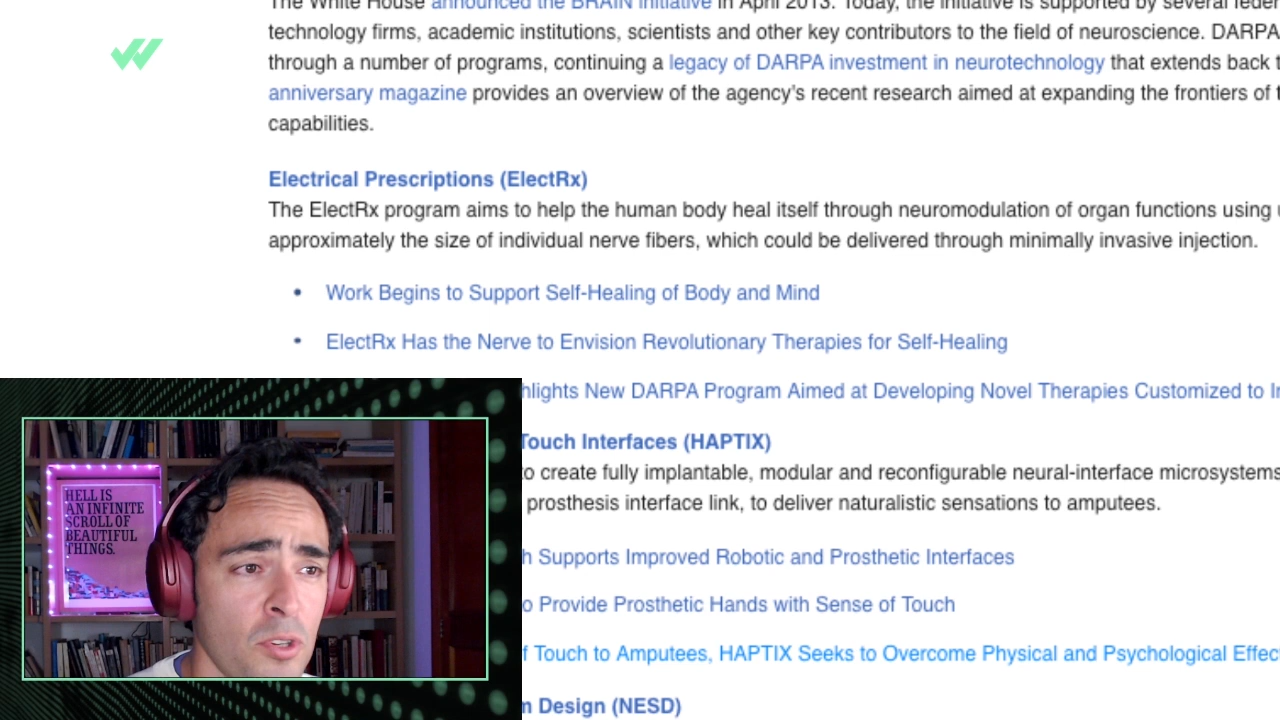 The White House announced the BRAIN initiative in April 2013. Today, the initiative is supported by several feder
technology firms, academic institutions, scientists and other key contributors to the field of neuroscience. DARPA
through a number of programs, continuing a legacy of DARPA investment in neurotechnology that extends back t
anniversary magazine provides an overview of the agency's recent research aimed at expanding the frontiers of t
capabilities.
Electrical Prescriptions (ElectRx)
The ElectRx program aims to help the human body heal itself through neuromodulation of organ functions using u
approximately the size of individual nerve fibers, which could be delivered through minimally invasive injection.
• Work Begins to Support Self-Healing of Body and Mind
• ElectRx Has the Nerve to Envision Revolutionary Therapies for Self-Healing
hlights New DARPA Program Aimed at Developing Novel Therapies Customized to In
Touch Interfaces (HAPTIX)
to create fully implantable, modular and reconfigurable neural-interface microsystems
prosthesis interface link, to deliver naturalistic sensations to amputees.
h Supports Improved Robotic and Prosthetic Interfaces
o Provide Prosthetic Hands with Sense of Touch
f Touch to Amputees, HAPTIX Seeks to Overcome Physical and Psychological Effec
m Design (NESD)
HELL IS
AN INFINITE
SCROLL OF
BEAUTIFUL
THINGS.